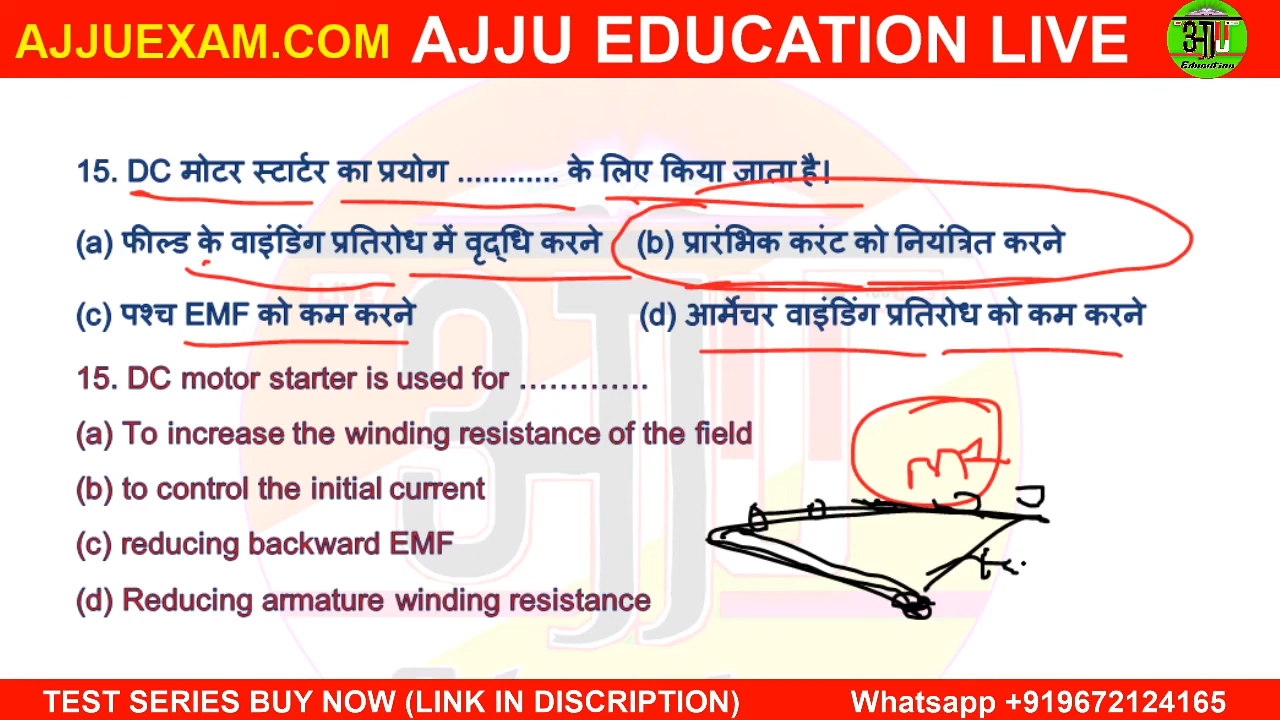 AJJUEXAM.COM AJJU EDUCATION LIVE
Education
15. DC मोटर स्टार्टर का प्रयोग ............ के लिए किया जाता है।
(a) फील्ड के वाइंडिंग प्रतिरोध में वृद्धि करने (b) प्रारंभिक करंट को नियंत्रित करने
(c) पश्च EMF को कम करने (d) आर्मेचर वाइंडिंग प्रतिरोध को कम करने
15. DC motor starter is used for .............
(a) To increase the winding resistance of the field
(b) to control the initial current
(c) reducing backward EMF
(d) Reducing armature winding resistance
TEST SERIES BUY NOW (LINK IN DISCRIPTION) Whatsapp +919672124165